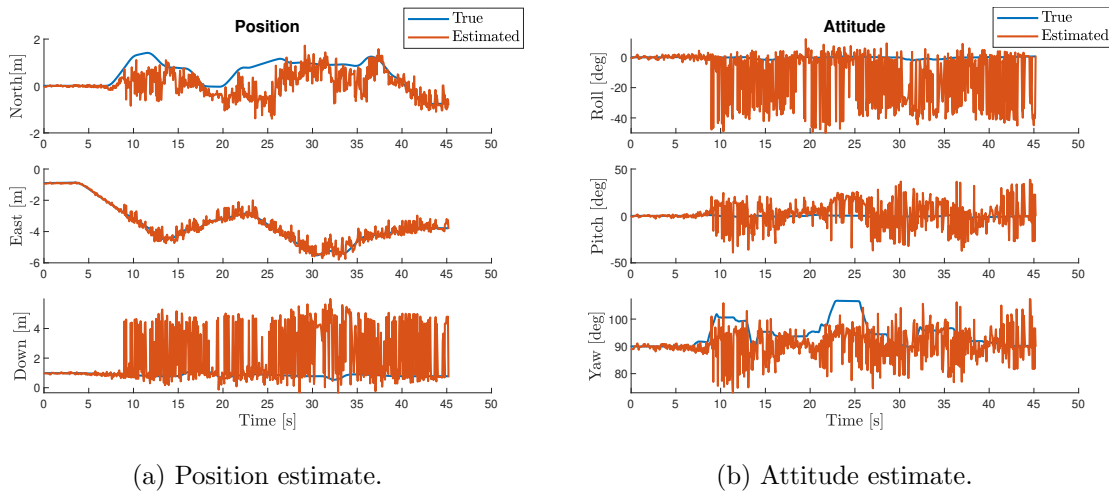 Position
True
Estimated
North[m]
2
0
-2
0 5 10 15 20 25 30 35 40 45 50
East [m]
0
-2
-4
-6
0 5 10 15 20 25 30 35 40 45 50
Down [m]
4
2
0
0 5 10 15 20 25 30 35 40 45 50
Time [s]
(a) Position estimate.
Attitude
True
Estimated
Roll [deg]
0
-20
-40
0 5 10 15 20 25 30 35 40 45 50
Pitch [deg]
50
0
-50
0 5 10 15 20 25 30 35 40 45 50
Yaw [deg]
100
90
80
0 5 10 15 20 25 30 35 40 45 50
Time [s]
(b) Attitude estimate.